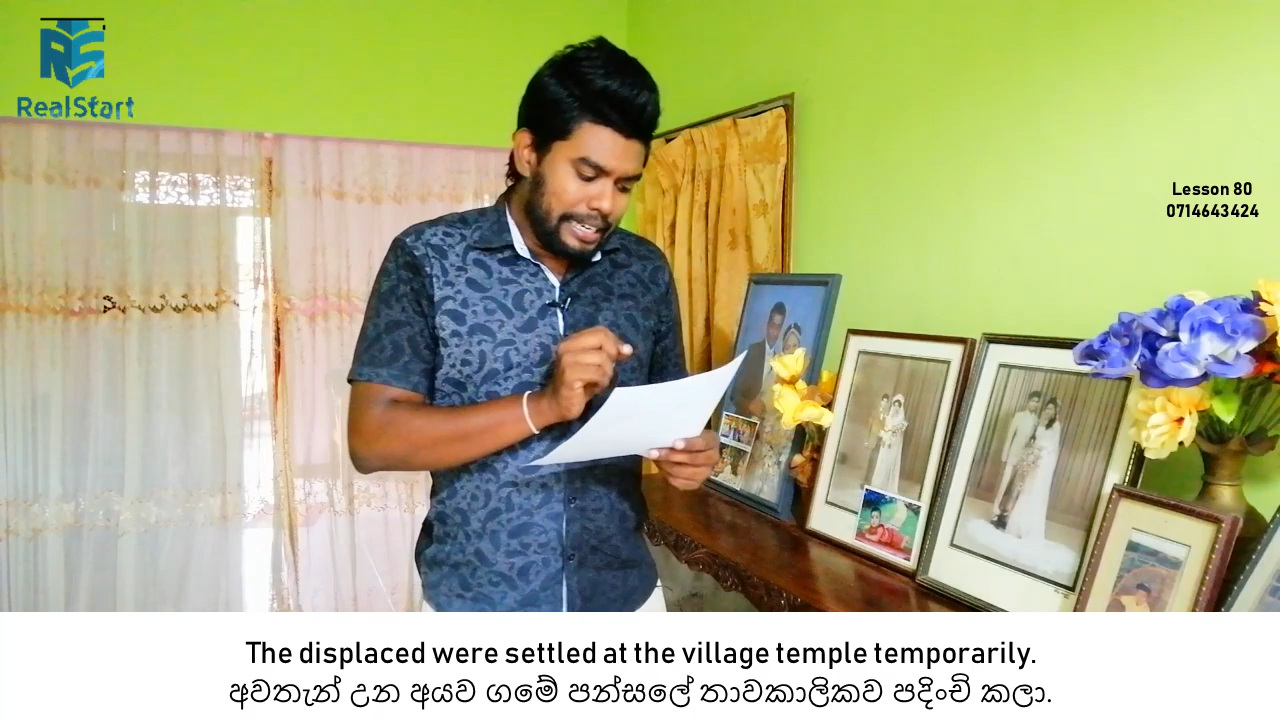 RS
RealStart
Lesson 80
0714643424
The displaced were settled at the village temple temporarily.
අවතැන් උන අයව ගමේ පන්සලේ තාවකාලිකව පදිංචි කලා.